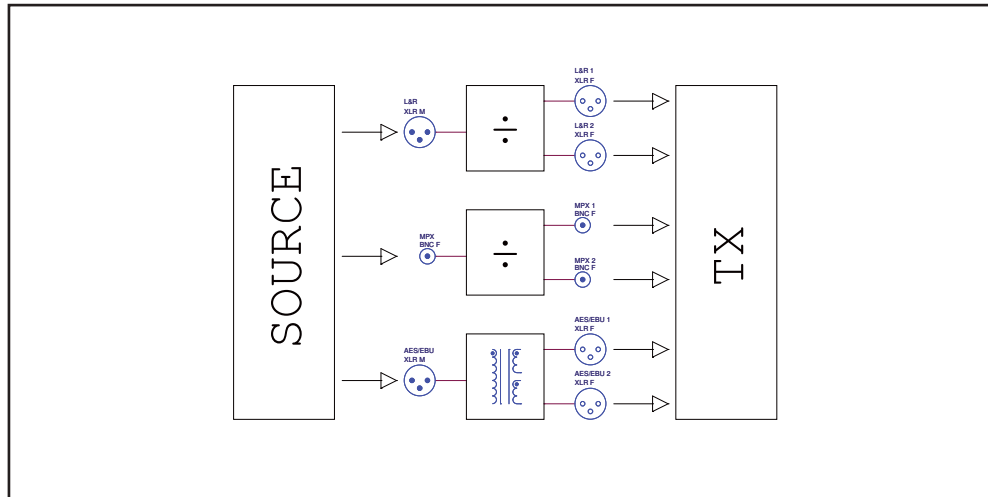 SOURCE
L&R
XLR M
÷
L&R 1
XLR F
L&R 2
XLR F
MPX
BNC F
÷
MPX 1
BNC F
MPX 2
BNC F
AES/EBU
XLR M
AES/EBU 1
XLR F
AES/EBU 2
XLR F
TX